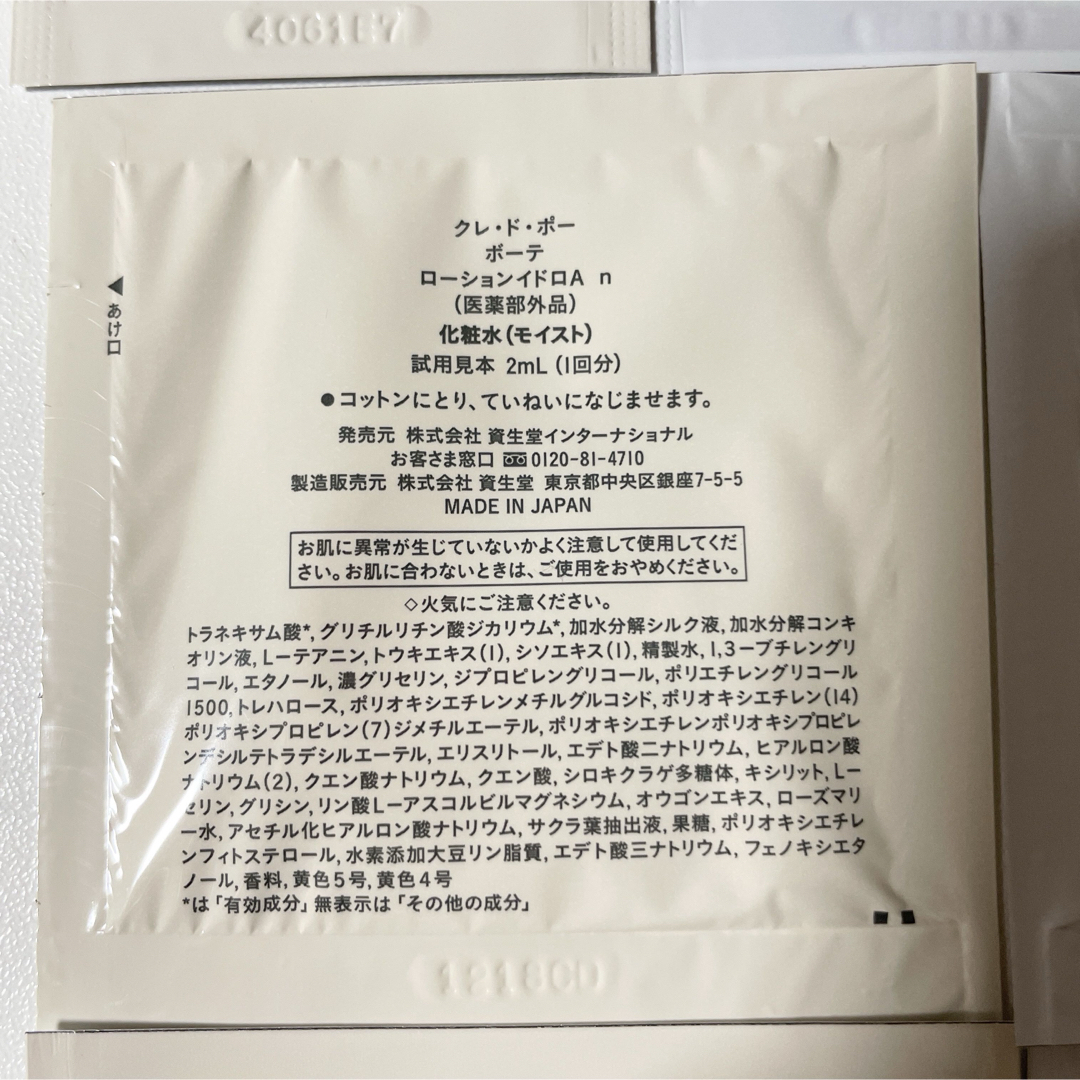 4061E7
クレ・ド・ポー
ボーテ
ローションイドロA n
(医薬部外品)
化粧水(モイスト)
試用見本 2mL (1回分)
◀あけ口
●コットンにとり、ていねいになじませます。
発売元 株式会社 資生堂インターナショナル
お客さま窓口 0120-81-4710
製造販売元 株式会社 資生堂 東京都中央区銀座7-5-5
MADE IN JAPAN
お肌に異常が生じていないかよく注意して使用してくだ
さい。お肌に合わないときは、ご使用をおやめください。
◇火気にご注意ください。
トラネキサム酸*, グリチルリチン酸ジカリウム*, 加水分解シルク液, 加水分解コンキ
オリン液, L-テアニン, トウキエキス(1), シソエキス(1), 精製水, 1,3-ブチレングリ
コール, エタノール, 濃グリセリン, ジプロピレングリコール, ポリエチレングリコール
1500, トレハロース, ポリオキシエチレンメチルグルコシド, ポリオキシエチレン(14)
ポリオキシプロピレン(7)ジメチルエーテル, ポリオキシエチレンポリオキシプロピレ
ンデシルテトラデシルエーテル, エリスリトール, エデト酸二ナトリウム, ヒアルロン酸
ナトリウム(2), クエン酸ナトリウム, クエン酸, シロキクラゲ多糖体, キシリット, L-
セリン, グリシン, リン酸L-アスコルビルマグネシウム, オウゴンエキス, ローズマリ
ー水, アセチル化ヒアルロン酸ナトリウム, サクラ葉抽出液, 果糖, ポリオキシエチレ
ンフィトステロール, 水素添加大豆リン脂質, エデト酸三ナトリウム, フェノキシエタ
ノール, 香料, 黄色5号, 黄色4号
*は「有効成分」無表示は「その他の成分」
1218CD